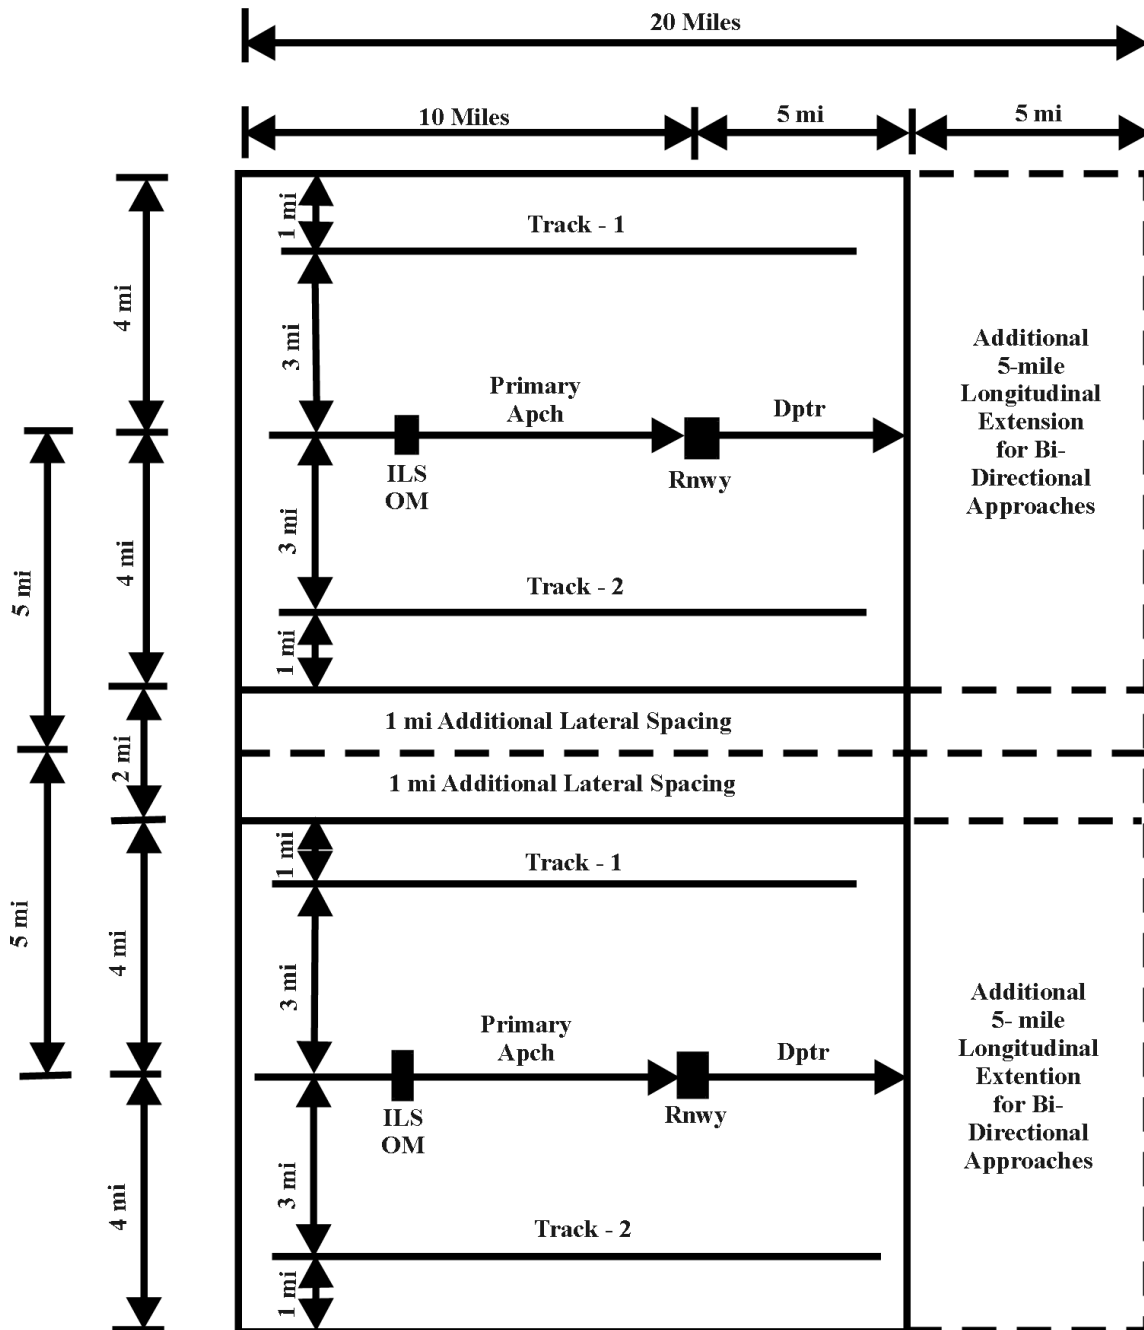 20 Miles
10 Miles
5 mi
5 mi
1 mi
Track - 1
4 mi
3 mi
Primary
Apch
Dptr
ILS
OM
Rnwy
Additional
5-mile
Longitudinal
Extension
for Bi-
Directional
Approaches
5 mi
4 mi
3 mi
Track - 2
1 mi
1 mi Additional Lateral Spacing
2 mi
1 mi Additional Lateral Spacing
1 mi
Track - 1
5 mi
4 mi
3 mi
Primary
Apch
Dptr
ILS
OM
Rnwy
Additional
5- mile
Longitudinal
Extention
for Bi-
Directional
Approaches
4 mi
3 mi
Track - 2
1 mi